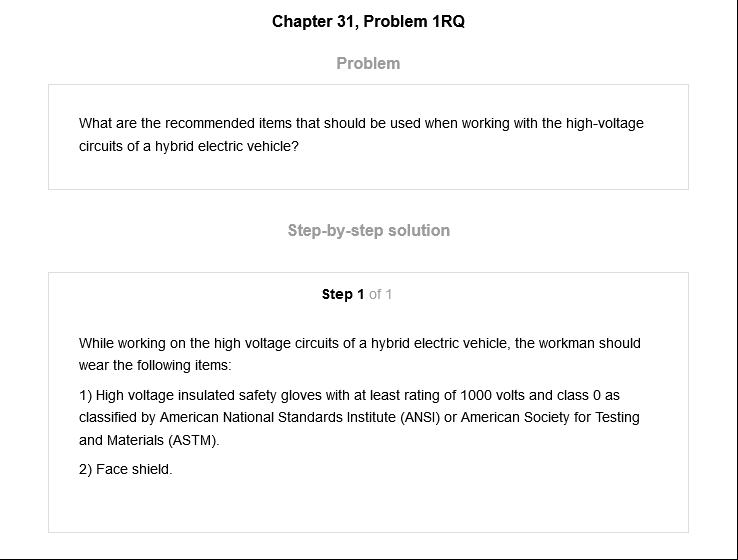 Chapter 31, Problem 1RQ
Problem
What are the recommended items that should be used when working with the high-voltage
circuits of a hybrid electric vehicle?
Step-by-step solution
Step 1 of 1
While working on the high voltage circuits of a hybrid electric vehicle, the workman should
wear the following items:
1) High voltage insulated safety gloves with at least rating of 1000 volts and class 0 as
classified by American National Standards Institute (ANSI) or American Society for Testing
and Materials (ASTM).
2) Face shield.